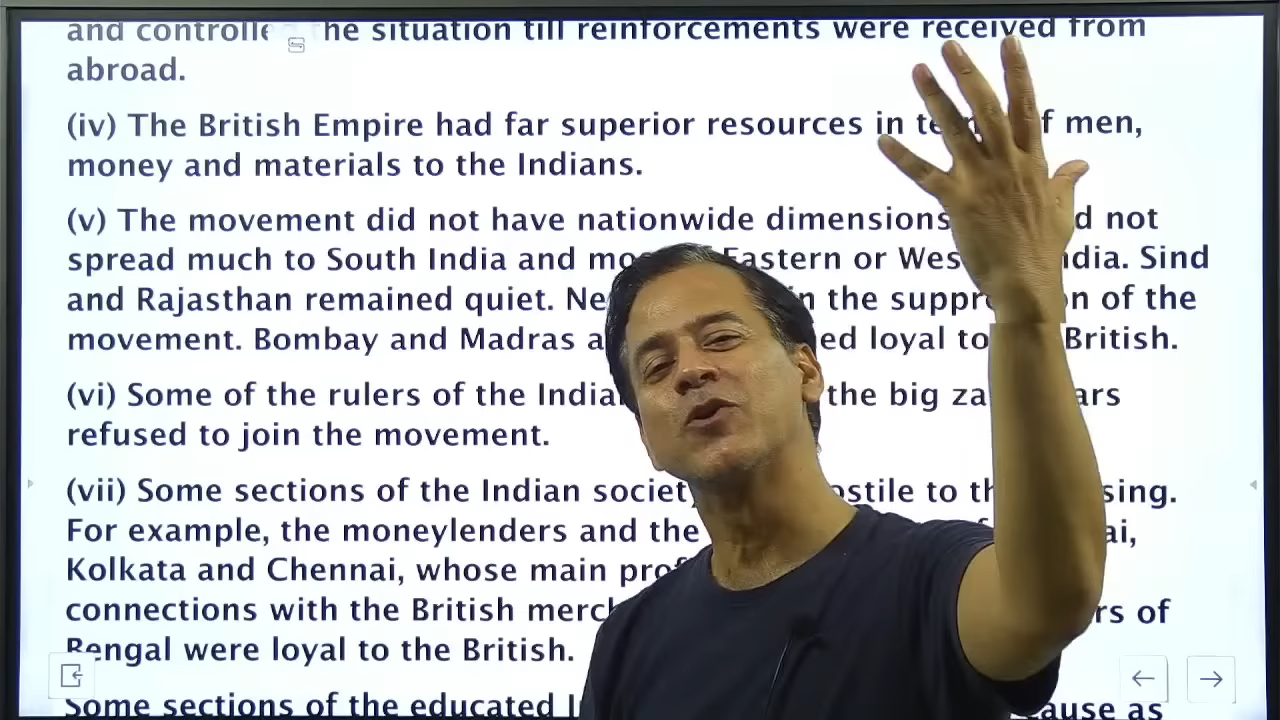 and controlle he situation till reinforcements were received from
abroad.
(iv) The British Empire had far superior resources in te f men,
money and materials to the Indians.
(v) The movement did not have nationwide dimensions d not
spread much to South India and mo Eastern or Wes ndia. Sind
and Rajasthan remained quiet. Ne in the suppr n of the
movement. Bombay and Madras a ed loyal to British.
(vi) Some of the rulers of the India the big za ars
refused to join the movement.
(vii) Some sections of the Indian society ostile to th sing.
For example, the moneylenders and the ai,
Kolkata and Chennai, whose main prof
connections with the British merch rs of
Bengal were loyal to the British.
Some sections of the educated I ause as